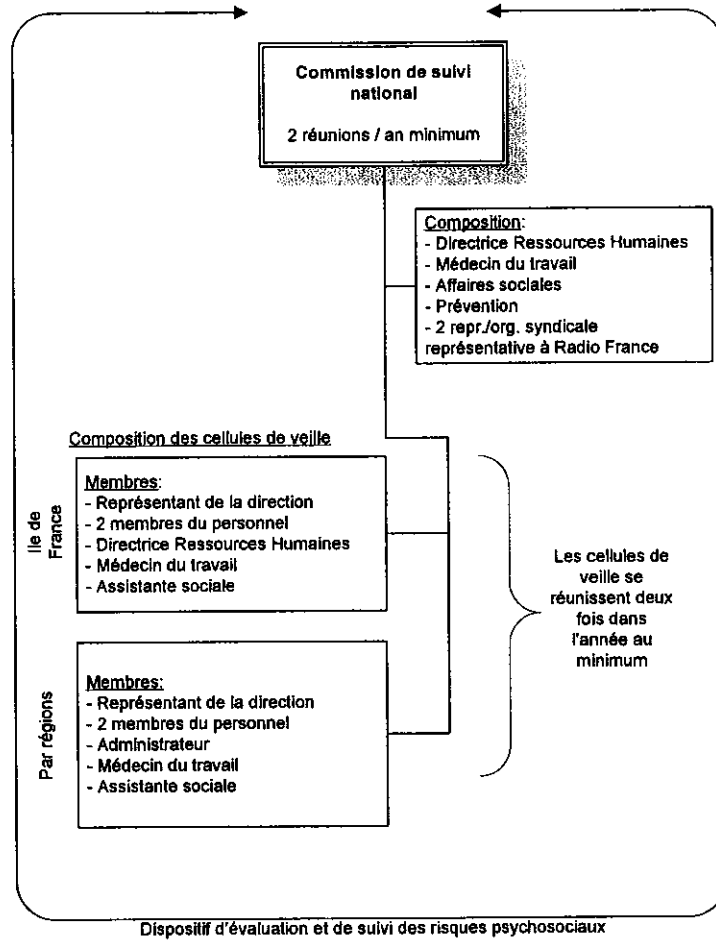 Commission de suivi
national
2 réunions / an minimum
Composition:
- Directrice Ressources Humaines
- Médecin du travail
- Affaires sociales
- Prévention
- 2 repr./org. syndicale
représentative à Radio France
Composition des cellules de veille
Ile de
France
Membres:
- Représentant de la direction
- 2 membres du personnel
- Directrice Ressources Humaines
- Médecin du travail
- Assistante sociale
Les cellules de
veille se
réunissent deux
fois dans
l'année au
minimum
Par régions
Membres:
- Représentant de la direction
- 2 membres du personnel
- Administrateur
- Médecin du travail
- Assistante sociale
Dispositif d'évaluation et de suivi des risques psychosociaux